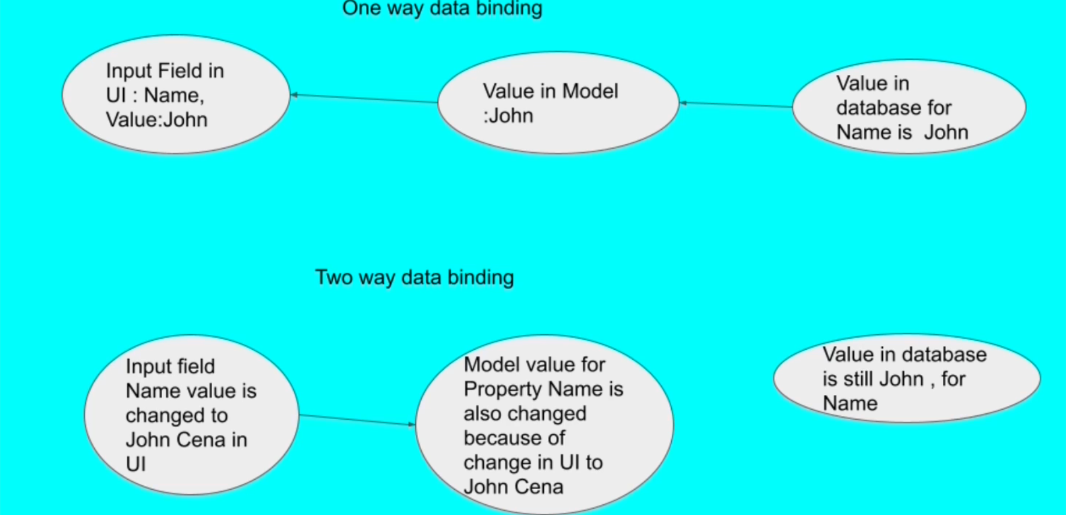 One way data binding
Input Field in
UI : Name,
Value:John
Value in Model
:John
Value in
database for
Name is  John
Two way data binding
Input field
Name value is
changed to
John Cena in
UI
Model value for
Property Name is
also changed
because of
change in UI to
John Cena
Value in database
is still John , for
Name